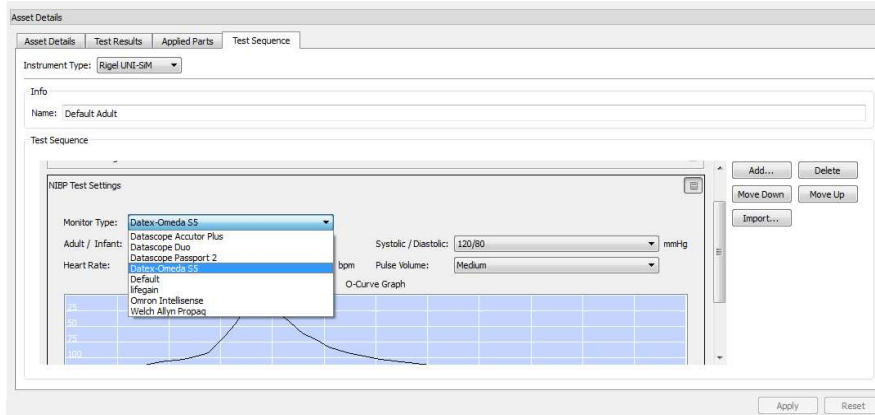 Asset Details
Asset Details Test Results Applied Parts Test Sequence
Instrument Type: Rigel UNI-SiM
Info
Name: Default Adult
Test Sequence
Add... Delete
NIBP Test Settings
Move Down Move Up
Import...
Monitor Type: Datex-Omeda S5
Datascope Accutor Plus
Adult / Infant: Datascope Duo Systolic / Diastolic: 120/80 mmHg
Datascope Passport 2
Heart Rate: Datex-Omeda S5 bpm Pulse Volume: Medium
Default
lifegain
O-Curve Graph
Omron Intellisense
Welch Allyn Propaq
25
50
75
100
Apply Reset